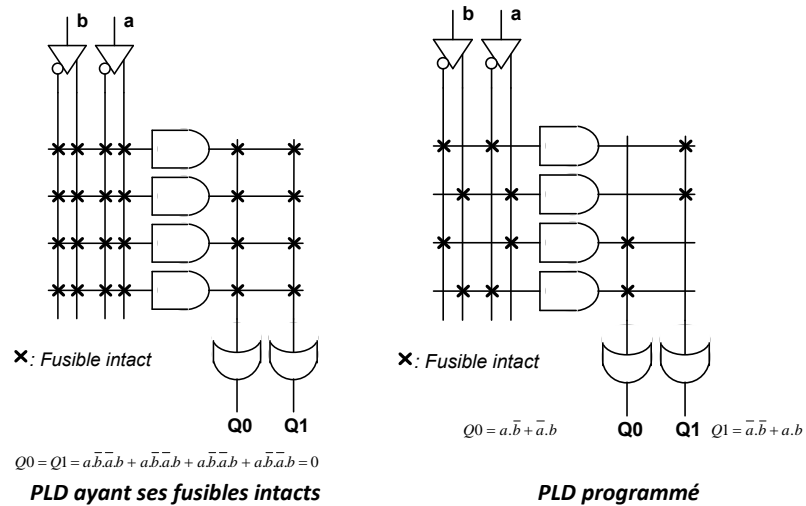 b a
b a
×: Fusible intact
×: Fusible intact
Q0 Q1
Q0 = a.b̅ + a̅.b
Q0 Q1
Q1 = a̅.b̅ + a.b
Q0 = Q1 = a.b̅.a̅.b + a.b̅.a̅.b + a.b̅.a̅.b + a.b̅.a̅.b = 0
PLD ayant ses fusibles intacts
PLD programmé